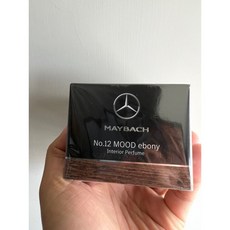 MAYBACH
No.12 MOOD ebony
Interior Perfume